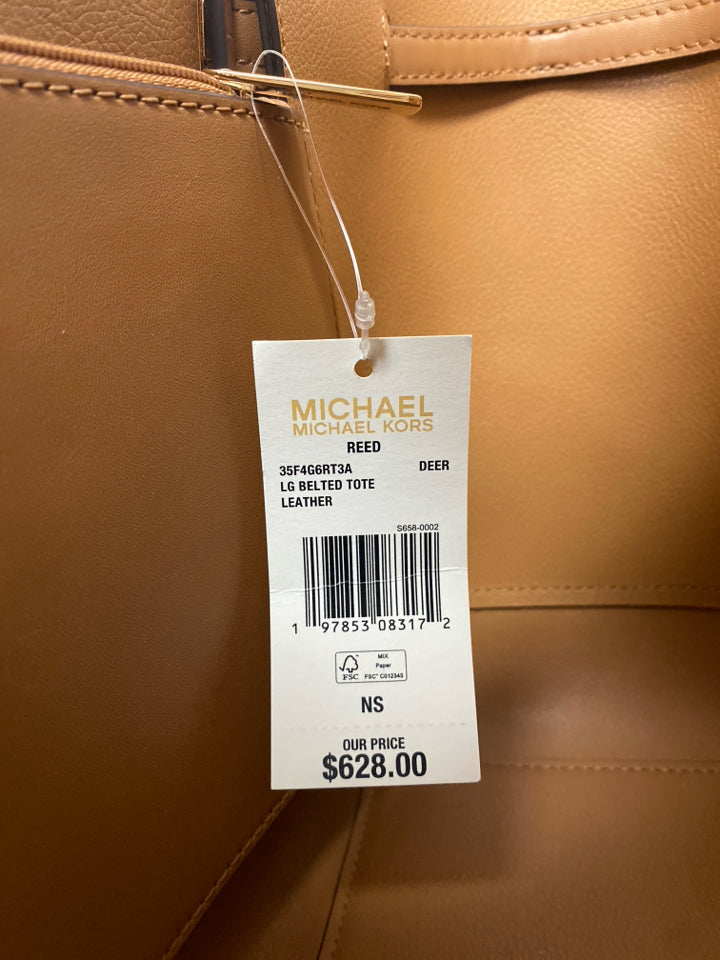 MICHAEL
MICHAEL KORS
REED
35F4G6RT3A DEER
LG BELTED TOTE
LEATHER
S658-0002
1 97853 08317 2
FSC
MIX
Paper
FSC® C012345
NS
OUR PRICE
$628.00